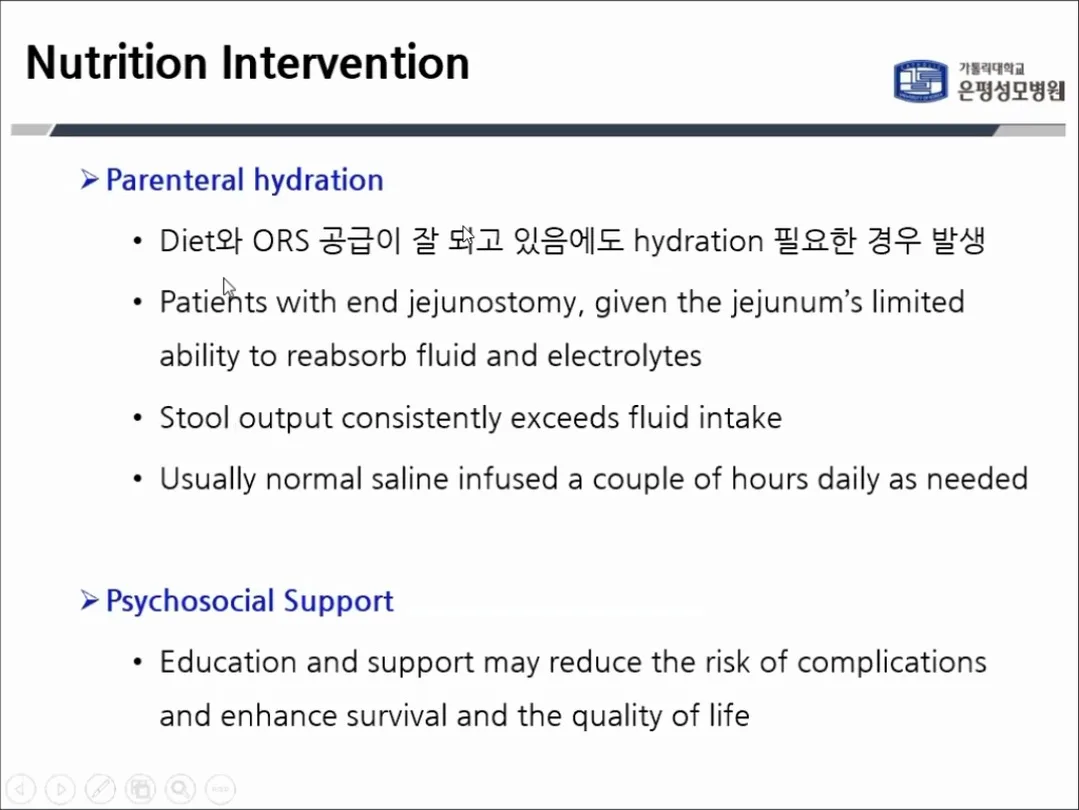 Nutrition Intervention
가톨릭대학교
은평성모병원
➢ Parenteral hydration
• Diet와 ORS 공급이 잘 되고 있음에도 hydration 필요한 경우 발생
• Patients with end jejunostomy, given the jejunum’s limited
ability to reabsorb fluid and electrolytes
• Stool output consistently exceeds fluid intake
• Usually normal saline infused a couple of hours daily as needed
➢ Psychosocial Support
• Education and support may reduce the risk of complications
and enhance survival and the quality of life